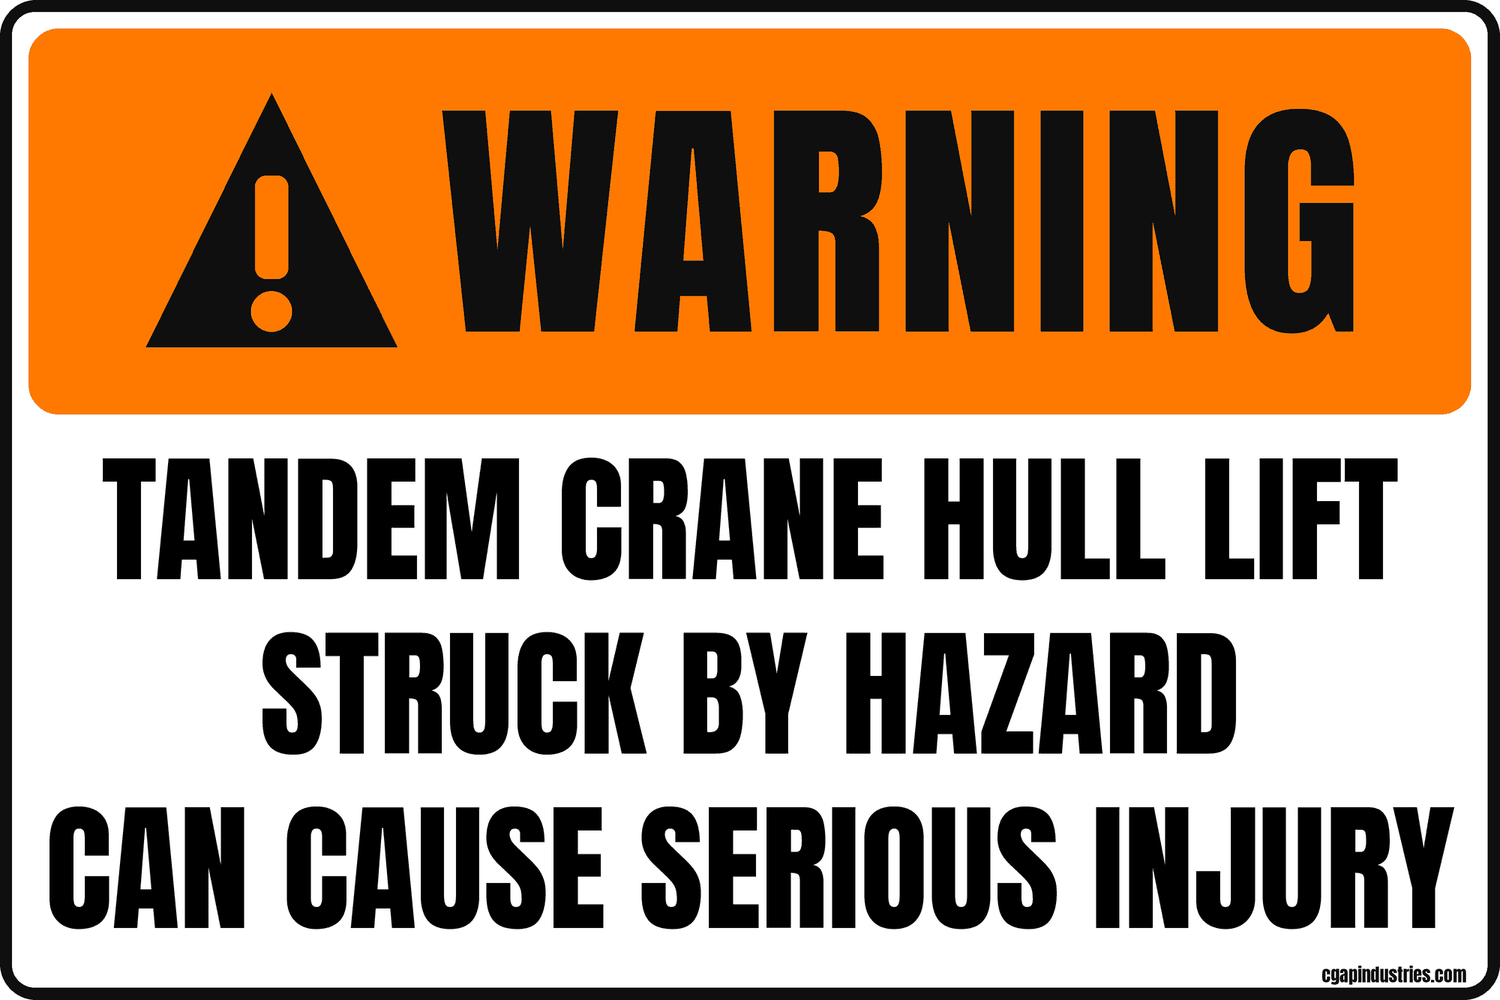 WARNING
TANDEM CRANE HULL LIFT
STRUCK BY HAZARD
CAN CAUSE SERIOUS INJURY
cgapindustries.com